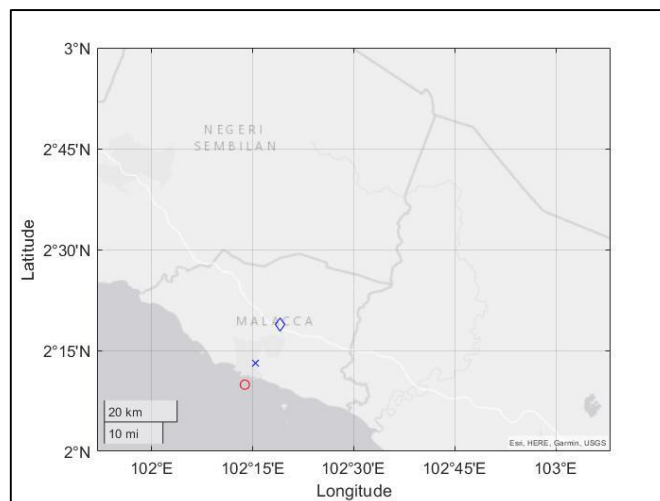 3°N
NEGERI
SEMBILAN
2°45'N
2°30'N
Latitude
MALACCA
2°15'N
20 km
10 mi
Esri, HERE, Garmin, USGS
2°N
102°E
102°15'E
102°30'E
102°45'E
103°E
Longitude